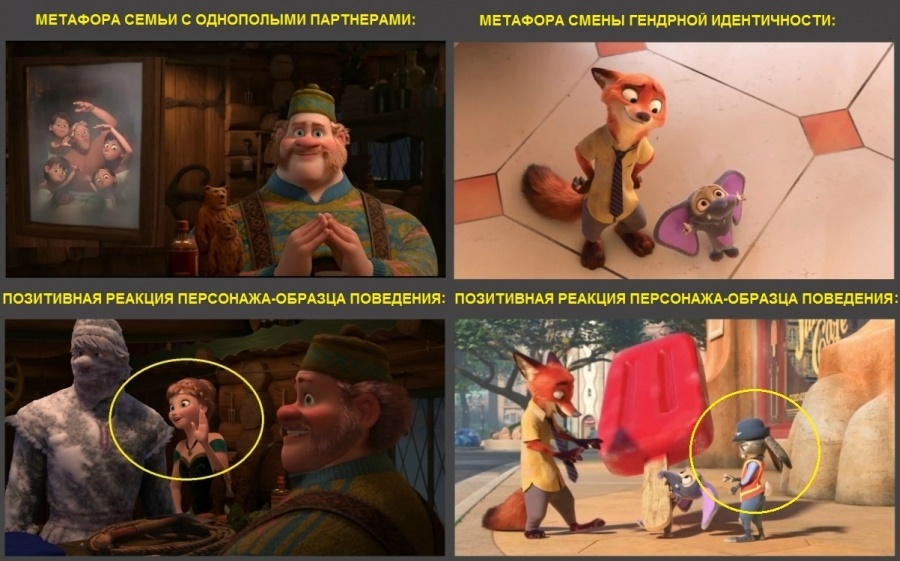 МЕТАФОРА СЕМЬИ С ОДНОПОЛЫМИ ПАРТНЕРАМИ:
МЕТАФОРА СМЕНЫ ГЕНДРНОЙ ИДЕНТИЧНОСТИ:
ПОЗИТИВНАЯ РЕАКЦИЯ ПЕРСОНАЖА-ОБРАЗЦА ПОВЕДЕНИЯ:
ПОЗИТИВНАЯ РЕАКЦИЯ ПЕРСОНАЖА-ОБРАЗЦА ПОВЕДЕНИЯ: